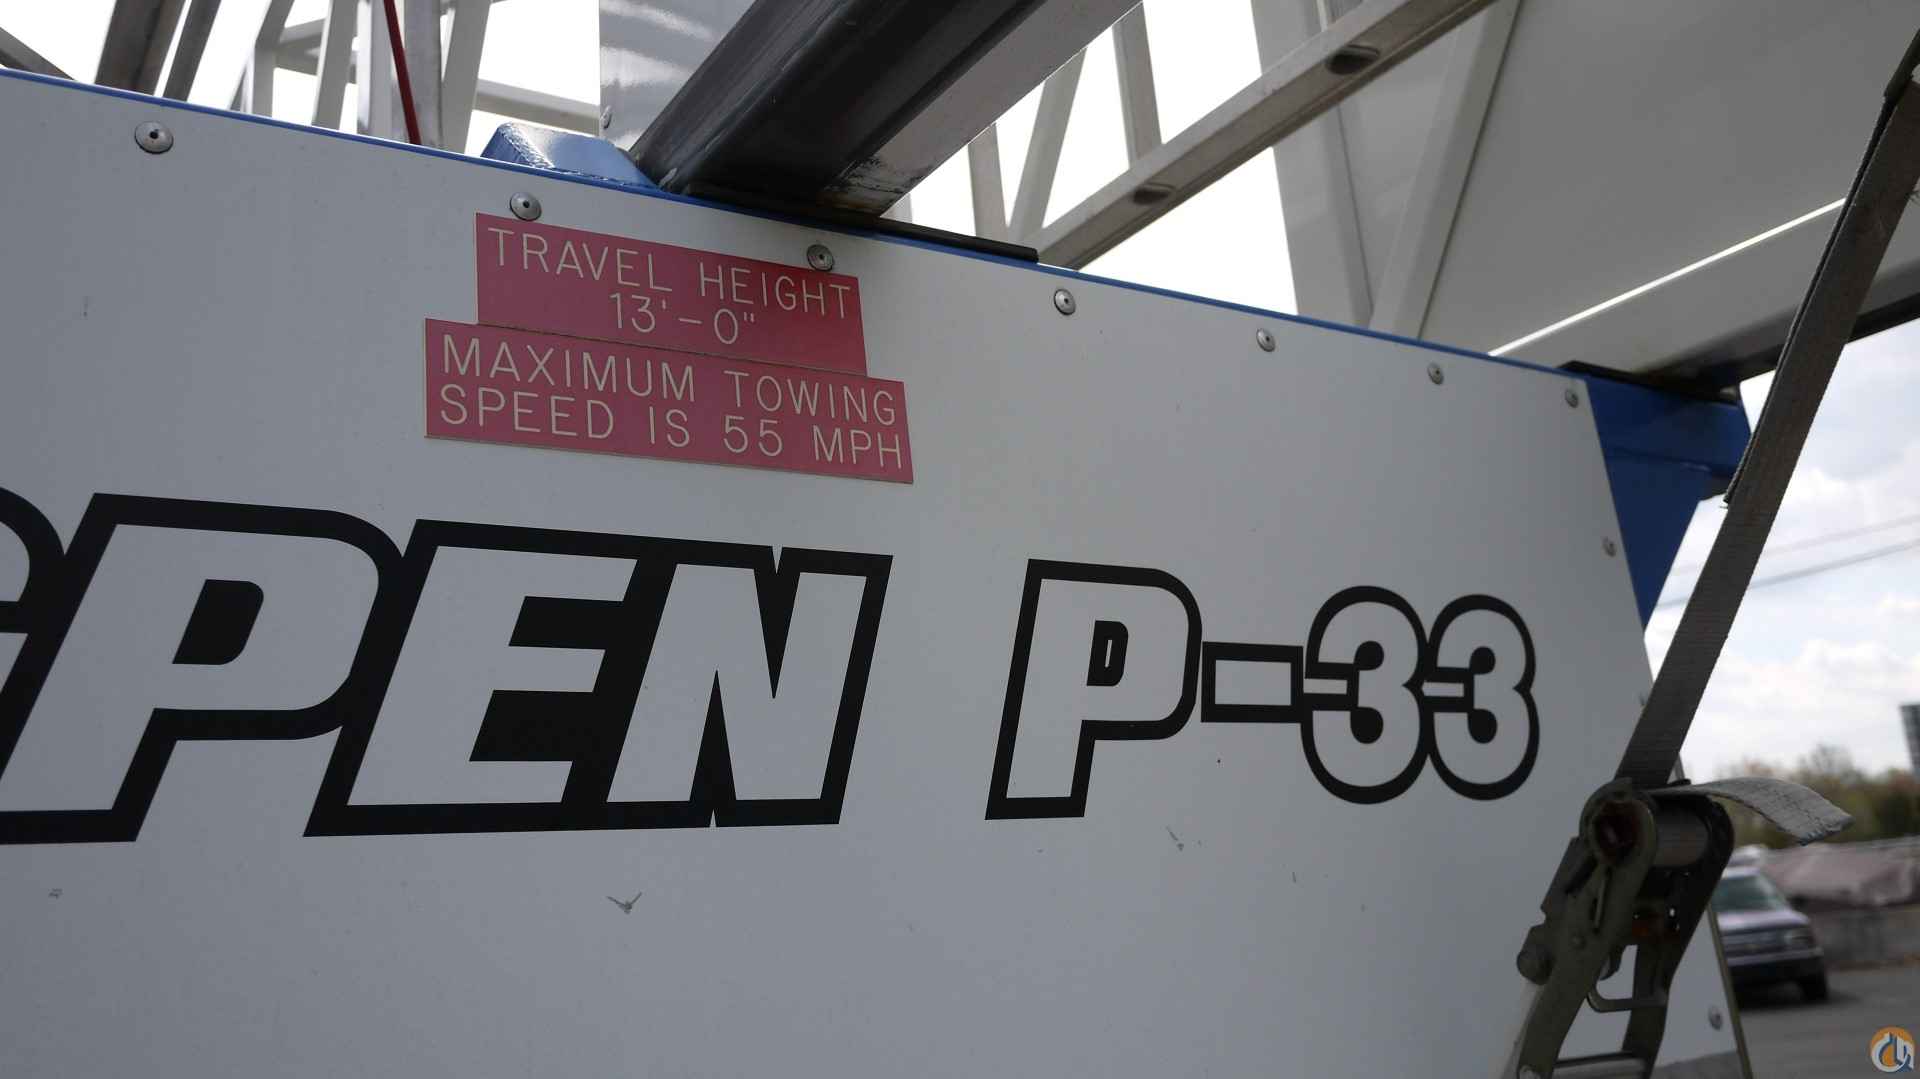 TRAVEL HEIGHT
13'-0"
MAXIMUM TOWING
SPEED IS 55 MPH
PEN P-33